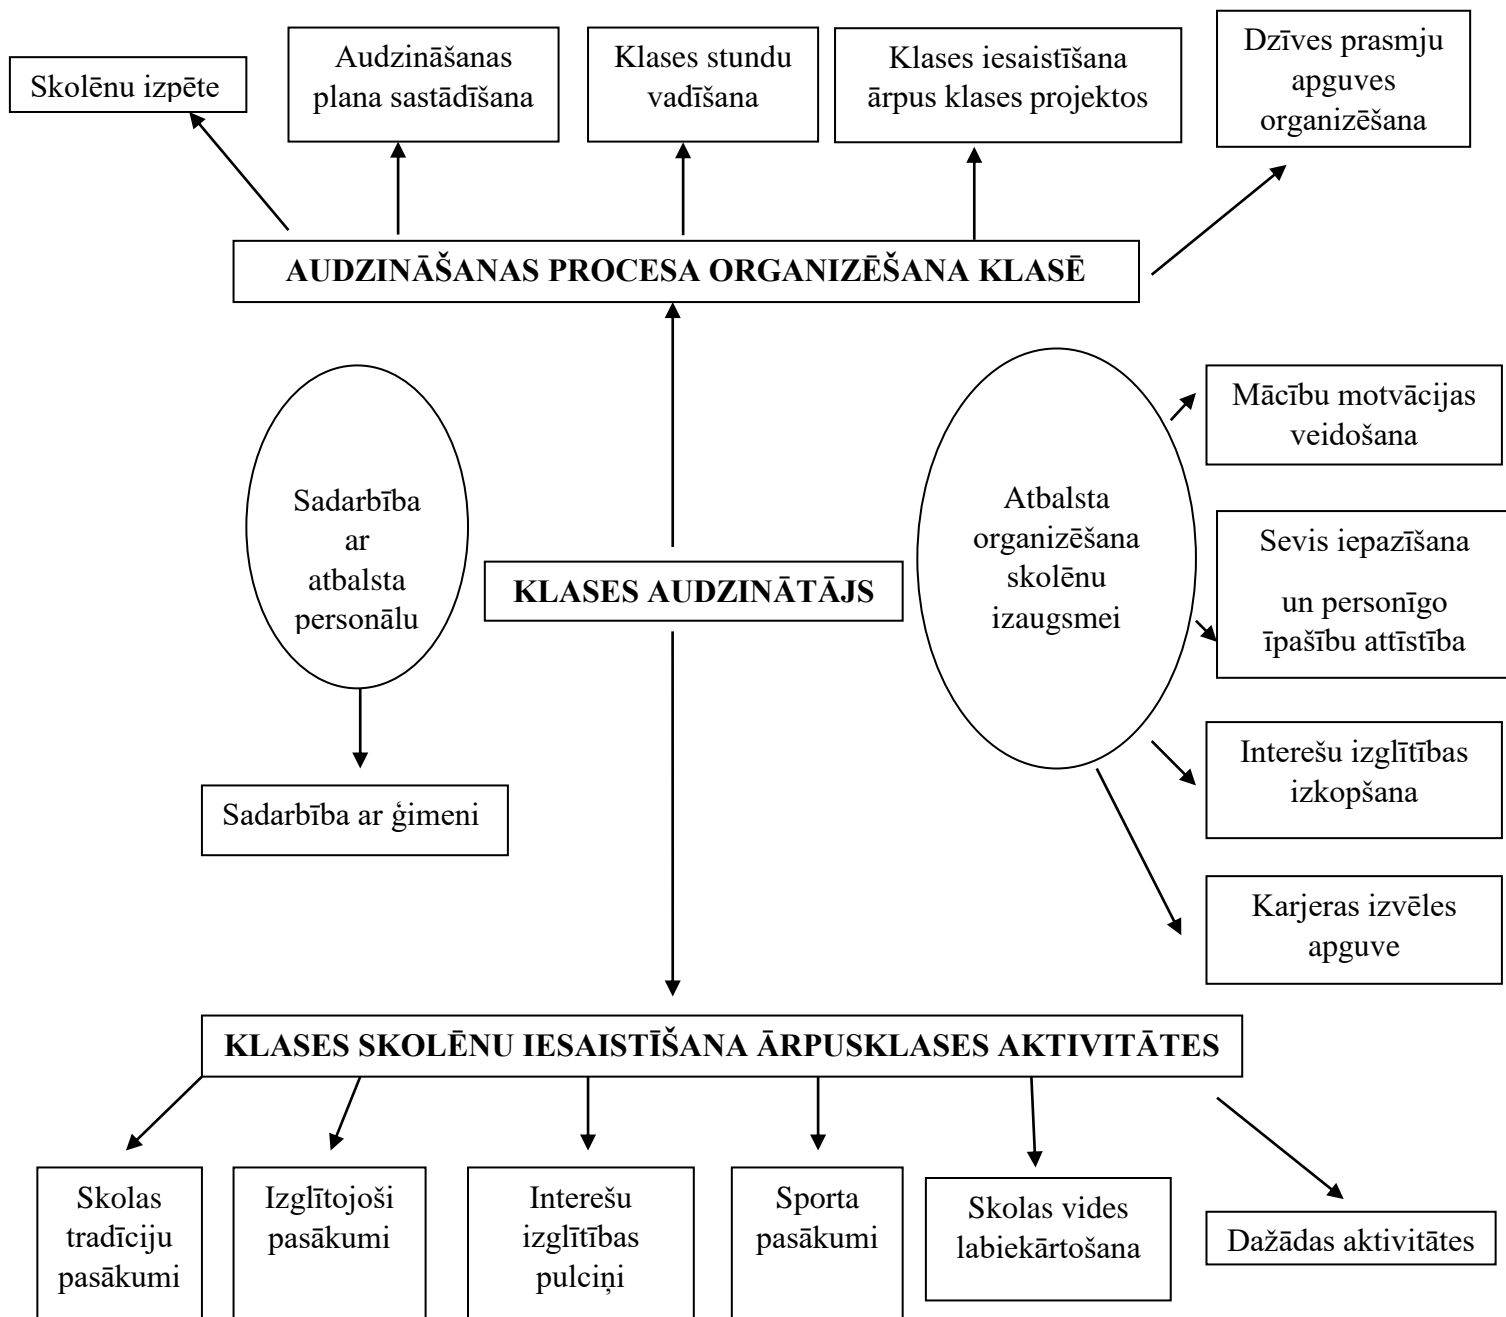 Skolēnu izpēte
Audzināšanas
plana sastādīšana
Klases stundu
vadīšana
Klases iesaistīšana
ārpus klases projektos
Dzīves prasmju
apguves
organizēšana
AUDZINĀŠANAS PROCESA ORGANIZĒŠANA KLASĒ
Sadarbība
ar
atbalsta
personālu
KLASES AUDZINĀTĀJS
Atbalsta
organizēšana
skolēnu
izaugsmei
Mācību motvācijas
veidošana
Sevis iepazīšana
un personīgo
īpašību attīstība
Interešu izglītības
izkopšana
Karjeras izvēles
apguve
Sadarbība ar ģimeni
KLASES SKOLĒNU IESAISTĪŠANA ĀRPUSKLASES AKTIVITĀTES
Skolas
tradīciju
pasākumi
Izglītojoši
pasākumi
Interešu
izglītības
pulciņi
Sporta
pasākumi
Skolas vides
labiekārtošana
Dažādas aktivitātes